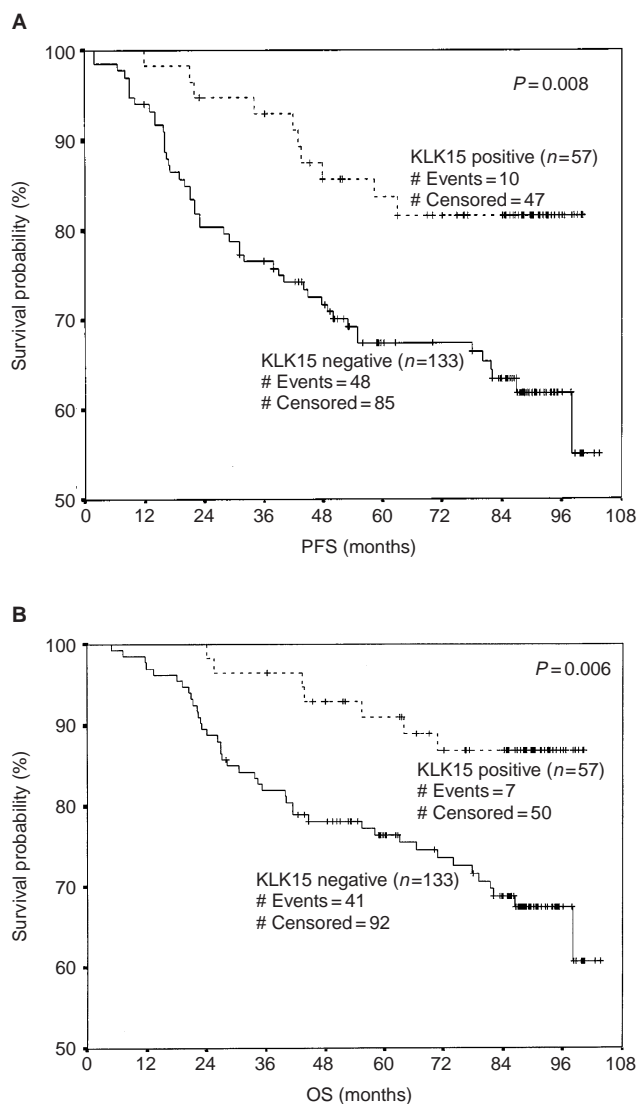 A
100
90
80
70
60
50
Survival probability (%)
P = 0.008
KLK15 positive (n=57)
# Events = 10
# Censored = 47
KLK15 negative (n=133)
# Events = 48
# Censored = 85
0 12 24 36 48 60 72 84 96 108
PFS (months)
B
100
90
80
70
60
50
Survival probability (%)
P = 0.006
KLK15 positive (n=57)
# Events = 7
# Censored = 50
KLK15 negative (n=133)
# Events = 41
# Censored = 92
0 12 24 36 48 60 72 84 96 108
OS (months)